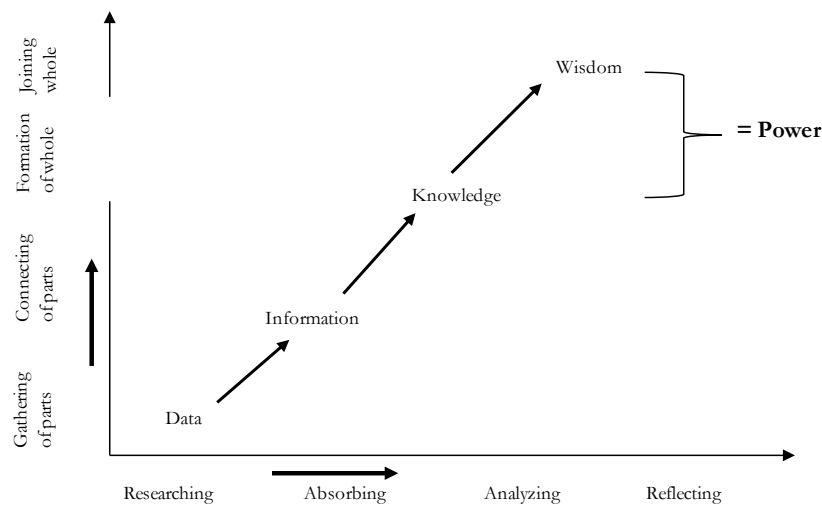 Joining
whole
Wisdom
= Power
Formation
of whole
Knowledge
Connecting
of parts
Information
Gathering
of parts
Data
Researching
Absorbing
Analyzing
Reflecting